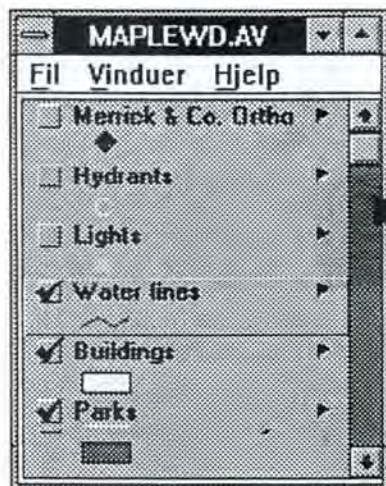 MAPLEWD.AV
Fil Vinduer Hjelp
Merrick & Co. Ortho
Hydrants
Lights
Water lines
Buildings
Parks